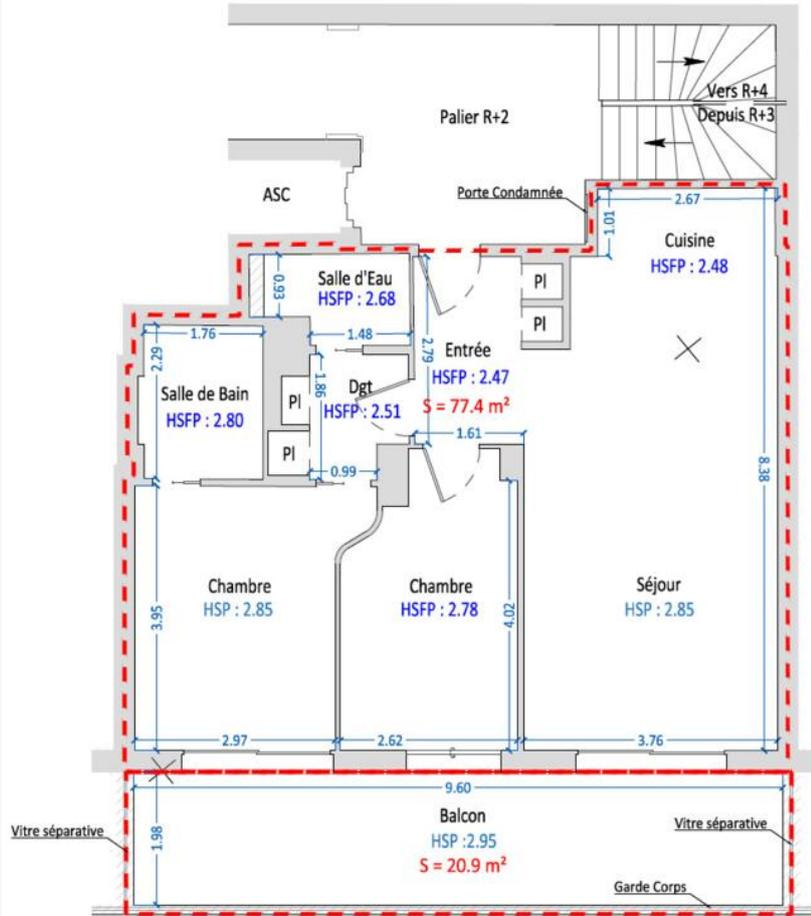 Vers R+4
Depuis R+3
Palier R+2
ASC
Porte Condamnée
2.67
1.01
Cuisine
HSFP : 2.48
Salle d'Eau
HSFP : 2.68
0.93
1.48
Pl
Pl
2.79
Entrée
HSFP : 2.47
S = 77.4 m²
1.61
1.76
2.29
Salle de Bain
HSFP : 2.80
Pl
Pl
1.86
Dgt
HSFP : 2.51
0.99
8.38
Chambre
HSP : 2.85
3.95
2.97
Chambre
HSFP : 2.78
4.02
2.62
Séjour
HSP : 2.85
3.76
9.60
Balcon
HSP :2.95
S = 20.9 m²
1.98
Vitre séparative
Vitre séparative
Garde Corps